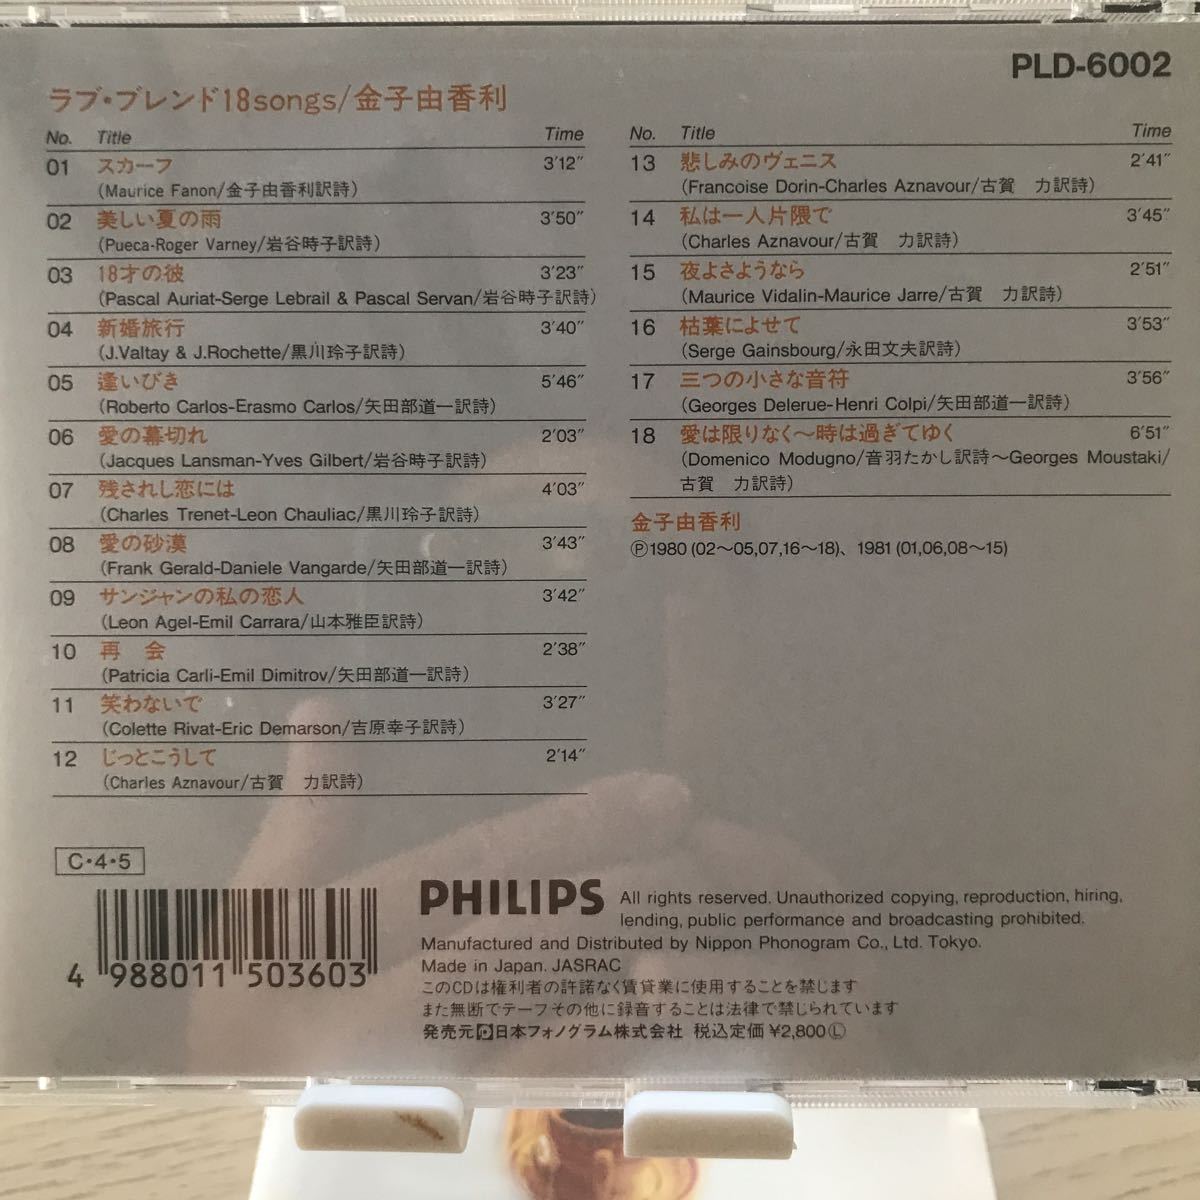 PLD-6002
ラブ・ブレンド18songs/金子由香利
No. Title Time
01 スカーフ 3'12"
(Maurice Fanon/金子由香利訳詩)
02 美しい夏の雨 3'50"
(Pueca-Roger Varney/岩谷時子訳詩)
03 18才の彼 3'23"
(Pascal Auriat-Serge Lebrail & Pascal Servan/岩谷時子訳詩)
04 新婚旅行 3'40"
(J.Valtay & J.Rochette/黒川玲子訳詩)
05 逢いびき 5'46"
(Roberto Carlos-Erasmo Carlos/矢田部道一訳詩)
06 愛の幕切れ 2'03"
(Jacques Lansman-Yves Gilbert/岩谷時子訳詩)
07 残されし恋には 4'03"
(Charles Trenet-Leon Chauliac/黒川玲子訳詩)
08 愛の砂漠 3'43"
(Frank Gerald-Daniele Vangarde/矢田部道一訳詩)
09 サンジャンの私の恋人 3'42"
(Leon Agel-Emil Carrara/山本雅臣訳詩)
10 再 会 2'38"
(Patricia Carli-Emil Dimitrov/矢田部道一訳詩)
11 笑わないで 3'27"
(Colette Rivat-Eric Demarson/吉原幸子訳詩)
12 じっとこうして 2'14"
(Charles Aznavour/古賀 力訳詩)
No. Title Time
13 悲しみのヴェニス 2'41"
(Francoise Dorin-Charles Aznavour/古賀 力訳詩)
14 私は一人片隅で 3'45"
(Charles Aznavour/古賀 力訳詩)
15 夜よさようなら 2'51"
(Maurice Vidalin-Maurice Jarre/古賀 力訳詩)
16 枯葉によせて 3'53"
(Serge Gainsbourg/永田文夫訳詩)
17 三つの小さな音符 3'56"
(Georges Delerue-Henri Colpi/矢田部道一訳詩)
18 愛は限りなく〜時は過ぎてゆく 6'51"
(Domenico Modugno/音羽たかし訳詩〜Georges Moustaki/
古賀 力訳詩)
金子由香利
Ⓟ1980 (02〜05,07,16〜18)、1981 (01,06,08〜15)
C・4・5
4 988011 503603
PHILIPS All rights reserved. Unauthorized copying, reproduction, hiring,
lending, public performance and broadcasting prohibited.
Manufactured and Distributed by Nippon Phonogram Co., Ltd. Tokyo.
Made in Japan. JASRAC
このCDは権利者の許諾なく賃貸業に使用することを禁じます
また無断でテープその他に録音することは法律で禁じられています
発売元 日本フォノグラム株式会社 税込定価¥2,800Ⓛ